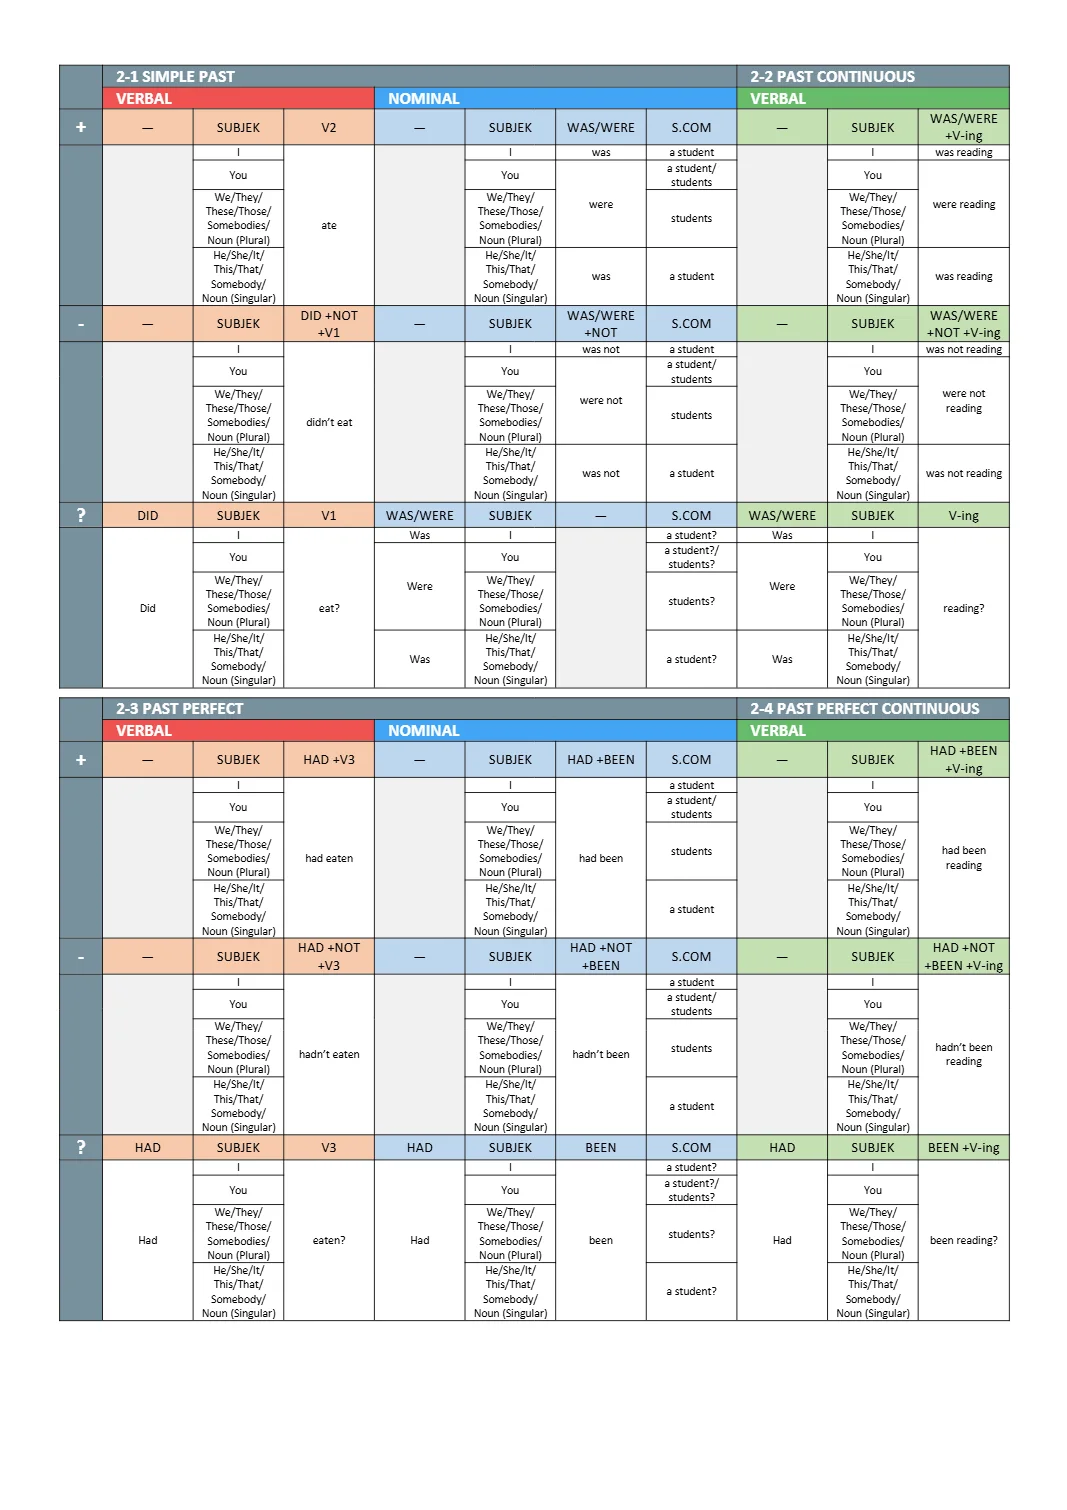 2-1 SIMPLE PAST 2-2 PAST CONTINUOUS
VERBAL NOMINAL VERBAL
+ — SUBJEK V2 — SUBJEK WAS/WERE S.COM — SUBJEK WAS/WERE
+V-ing
I I was a student I was reading
You You a student/
students You
We/They/
These/Those/
Somebodies/
Noun (Plural)
ate
We/They/
These/Those/
Somebodies/
Noun (Plural)
were
students
We/They/
These/Those/
Somebodies/
Noun (Plural)
were reading
He/She/It/
This/That/
Somebody/
Noun (Singular)
He/She/It/
This/That/
Somebody/
Noun (Singular)
was
a student
He/She/It/
This/That/
Somebody/
Noun (Singular)
was reading
- — SUBJEK DID +NOT
+V1
— SUBJEK WAS/WERE
+NOT
S.COM — SUBJEK WAS/WERE
+NOT +V-ing
I I was not a student I was not reading
You You a student/
students You
We/They/
These/Those/
Somebodies/
Noun (Plural)
didn't eat
We/They/
These/Those/
Somebodies/
Noun (Plural)
were not
students
We/They/
These/Those/
Somebodies/
Noun (Plural)
were not
reading
He/She/It/
This/That/
Somebody/
Noun (Singular)
He/She/It/
This/That/
Somebody/
Noun (Singular)
was not
a student
He/She/It/
This/That/
Somebody/
Noun (Singular)
was not reading
? DID SUBJEK V1 WAS/WERE SUBJEK — S.COM WAS/WERE SUBJEK V-ing
I Was I a student? Was I
You You a student?/
students? You
Did
We/They/
These/Those/
Somebodies/
Noun (Plural)
eat?
Were
We/They/
These/Those/
Somebodies/
Noun (Plural)
students?
Were
We/They/
These/Those/
Somebodies/
Noun (Plural)
reading?
He/She/It/
This/That/
Somebody/
Noun (Singular)
Was
He/She/It/
This/That/
Somebody/
Noun (Singular)
a student?
Was
He/She/It/
This/That/
Somebody/
Noun (Singular)
2-3 PAST PERFECT 2-4 PAST PERFECT CONTINUOUS
VERBAL NOMINAL VERBAL
+ — SUBJEK HAD +V3 — SUBJEK HAD +BEEN S.COM — SUBJEK HAD +BEEN
+V-ing
I I a student I
You You a student/
students You
We/They/
These/Those/
Somebodies/
Noun (Plural)
had eaten
We/They/
These/Those/
Somebodies/
Noun (Plural)
had been
students
We/They/
These/Those/
Somebodies/
Noun (Plural)
had been
reading
He/She/It/
This/That/
Somebody/
Noun (Singular)
He/She/It/
This/That/
Somebody/
Noun (Singular)
a student
He/She/It/
This/That/
Somebody/
Noun (Singular)
- — SUBJEK HAD +NOT
+V3
— SUBJEK HAD +NOT
+BEEN
S.COM — SUBJEK HAD +NOT
+BEEN +V-ing
I I a student I
You You a student/
students You
We/They/
These/Those/
Somebodies/
Noun (Plural)
hadn't eaten
We/They/
These/Those/
Somebodies/
Noun (Plural)
hadn't been
students
We/They/
These/Those/
Somebodies/
Noun (Plural)
hadn't been
reading
He/She/It/
This/That/
Somebody/
Noun (Singular)
He/She/It/
This/That/
Somebody/
Noun (Singular)
a student
He/She/It/
This/That/
Somebody/
Noun (Singular)
? HAD SUBJEK V3 HAD SUBJEK BEEN S.COM HAD SUBJEK BEEN +V-ing
I I a student? I
You You a student?/
students? You
Had
We/They/
These/Those/
Somebodies/
Noun (Plural)
eaten?
Had
We/They/
These/Those/
Somebodies/
Noun (Plural)
been
students?
Had
We/They/
These/Those/
Somebodies/
Noun (Plural)
been reading?
He/She/It/
This/That/
Somebody/
Noun (Singular)
He/She/It/
This/That/
Somebody/
Noun (Singular)
a student?
He/She/It/
This/That/
Somebody/
Noun (Singular)